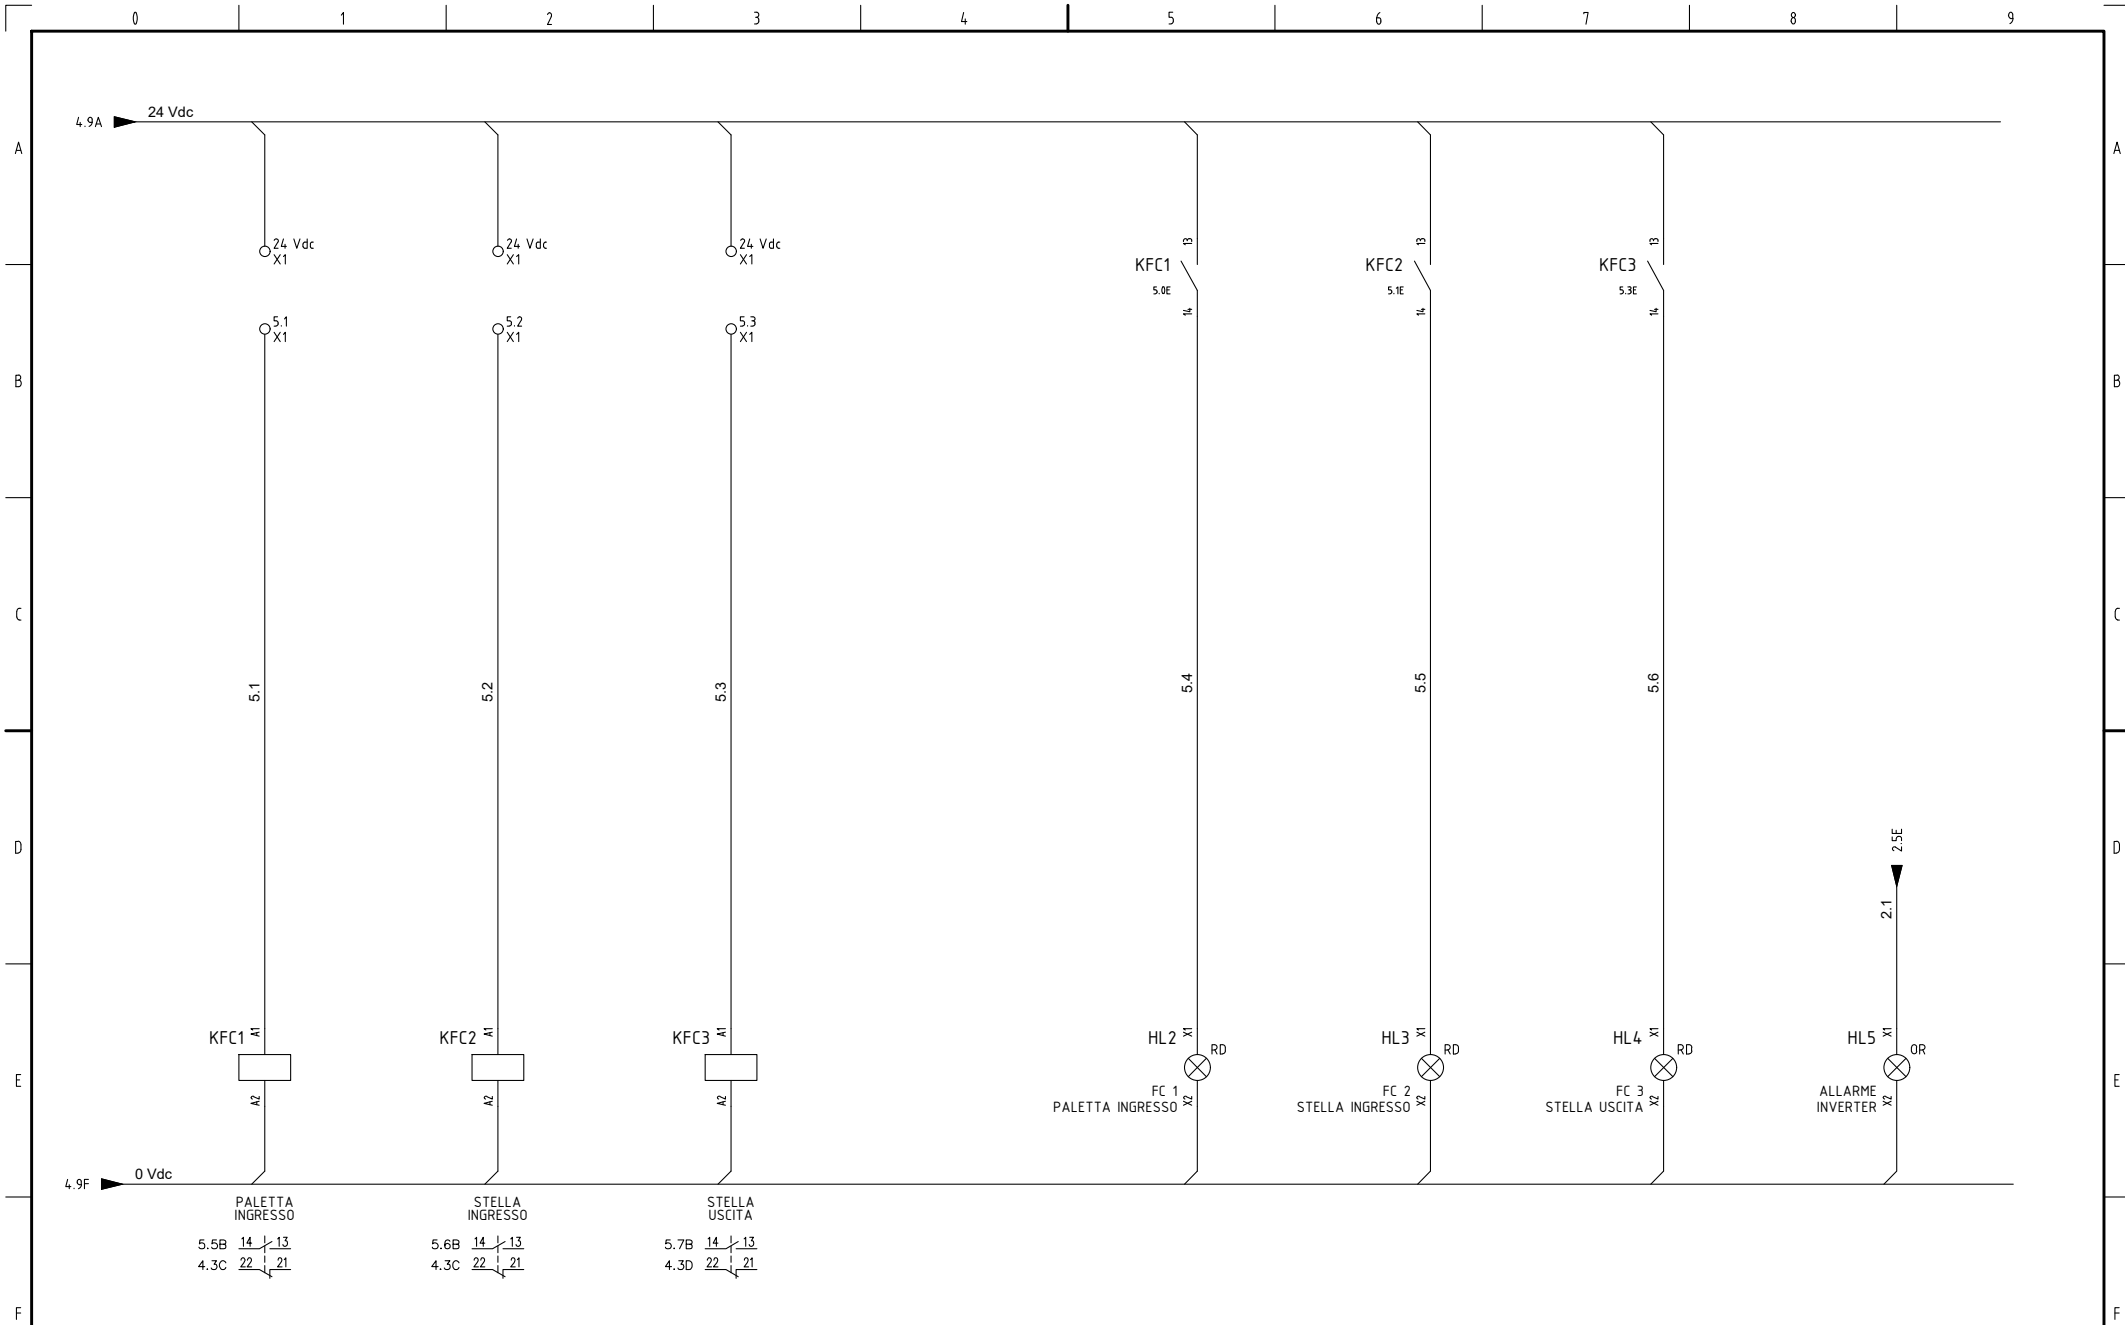 0 1 2 3 4 5 6 7 8 9
4.9A 24 Vdc
A A
24 Vdc 24 Vdc 24 Vdc 13 13 13
X1 X1 X1
KFC1 KFC2 KFC3
5.0E 5.1E 5.3E
14 14 14
5.1 5.2 5.3
X1 X1 X1
B B
C C
5.1 5.2 5.3 5.4 5.5 5.6
2.5E
D D
2.1
KFC1 A1 KFC2 A1 KFC3 A1 HL2 X1 HL3 X1 HL4 X1 HL5 X1
RD RD RD OR
E E
A2 A2 A2 FC 1 X2 FC 2 X2 FC 3 X2 ALLARME X2
PALETTA INGRESSO STELLA INGRESSO STELLA USCITA INVERTER
4.9F 0 Vdc
PALETTA STELLA STELLA
INGRESSO INGRESSO USCITA
5.5B 14 13 5.6B 14 13 5.7B 14 13
4.3C 22 21 4.3C 22 21 4.3D 22 21
F F